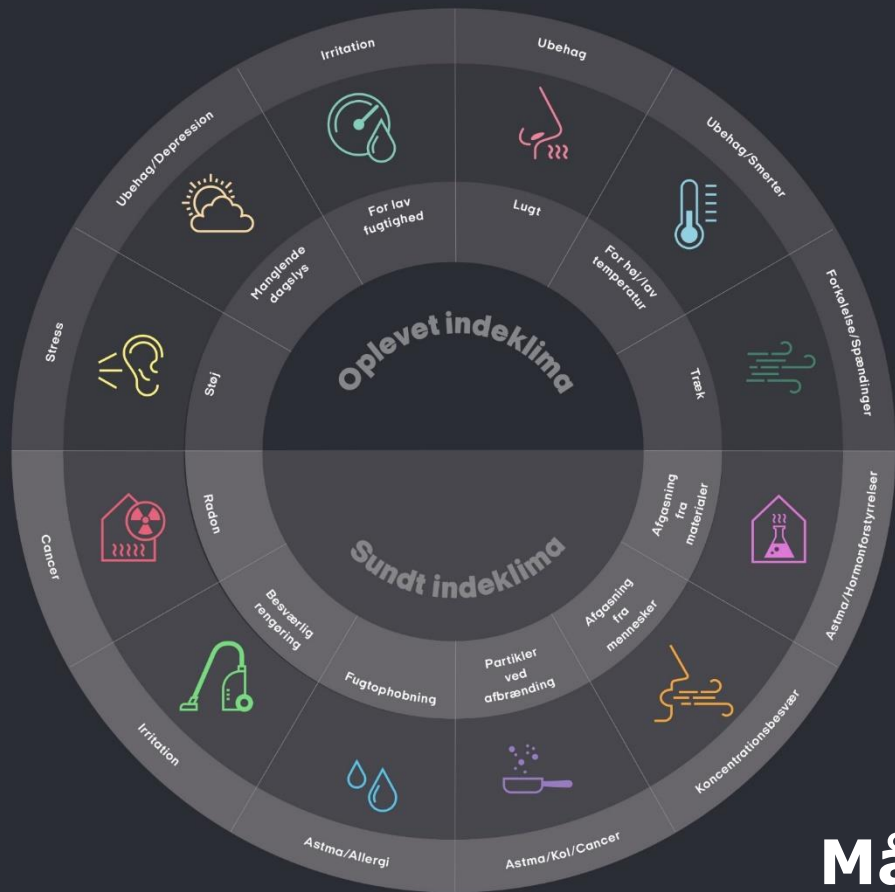 Irritation
Ubehag
Ubehag/Depression
Ubehag/Smerter
For lav
fugtighed
Lugt
Manglende
dagslys
For høj/lav
temperatur
Stress
Støj
Oplevet indeklima
Træk
Forkølelse/Spændinger
Cancer
Radon
Sundt indeklima
Afgasning
fra
materialer
Astma/Hormonforstyrrelser
Besværlig
rengøring
Afgasning
fra
mennesker
Fugtophobning
Partikler
ved
afbrænding
Irritation
Koncentrationsbesvær
Astma/Allergi
Astma/Kol/Cancer